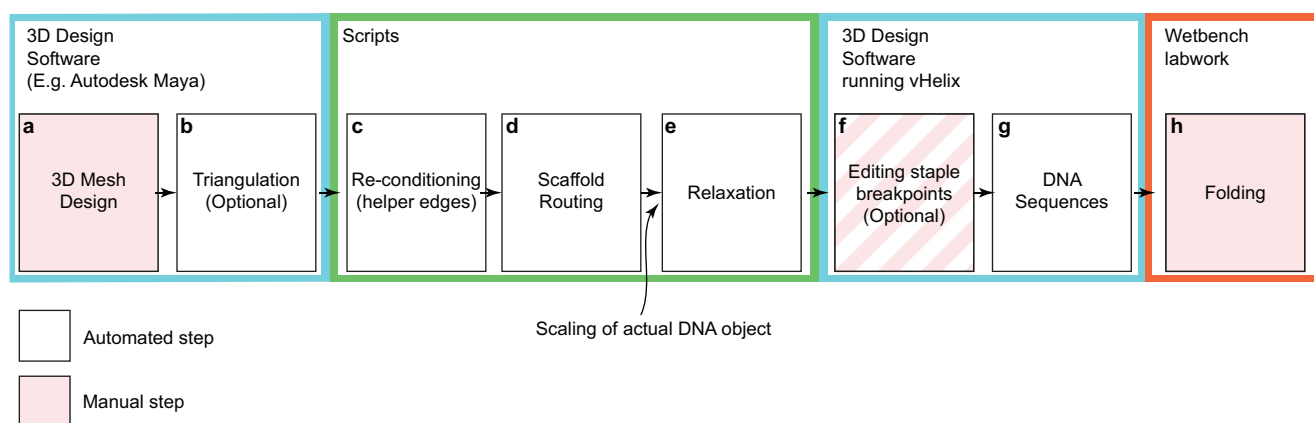 3D Design
Software
(E.g. Autodesk Maya)
Scripts
3D Design
Software
running vHelix
Wetbench
labwork
a
3D Mesh
Design
b
Triangulation
(Optional)
c
Re-conditioning
(helper edges)
d
Scaffold
Routing
e
Relaxation
f
Editing staple
breakpoints
(Optional)
g
DNA
Sequences
h
Folding
Scaling of actual DNA object
Automated step
Manual step